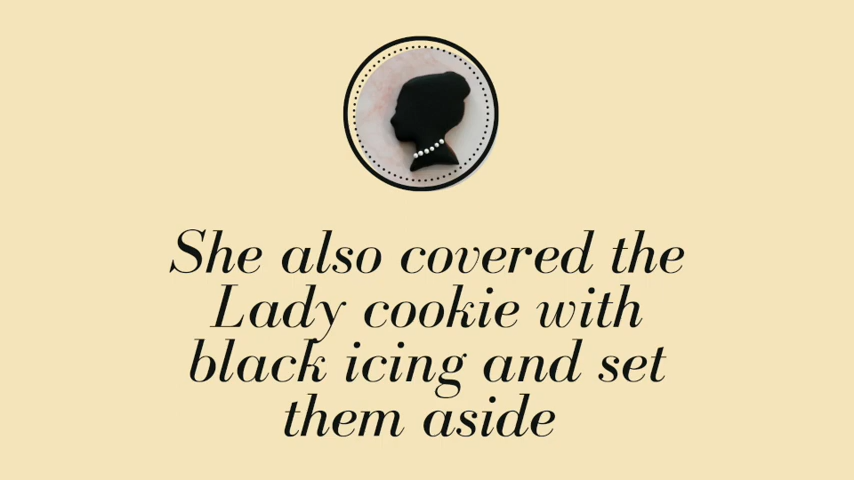 She also covered the
Lady cookie with
black icing and set
them aside